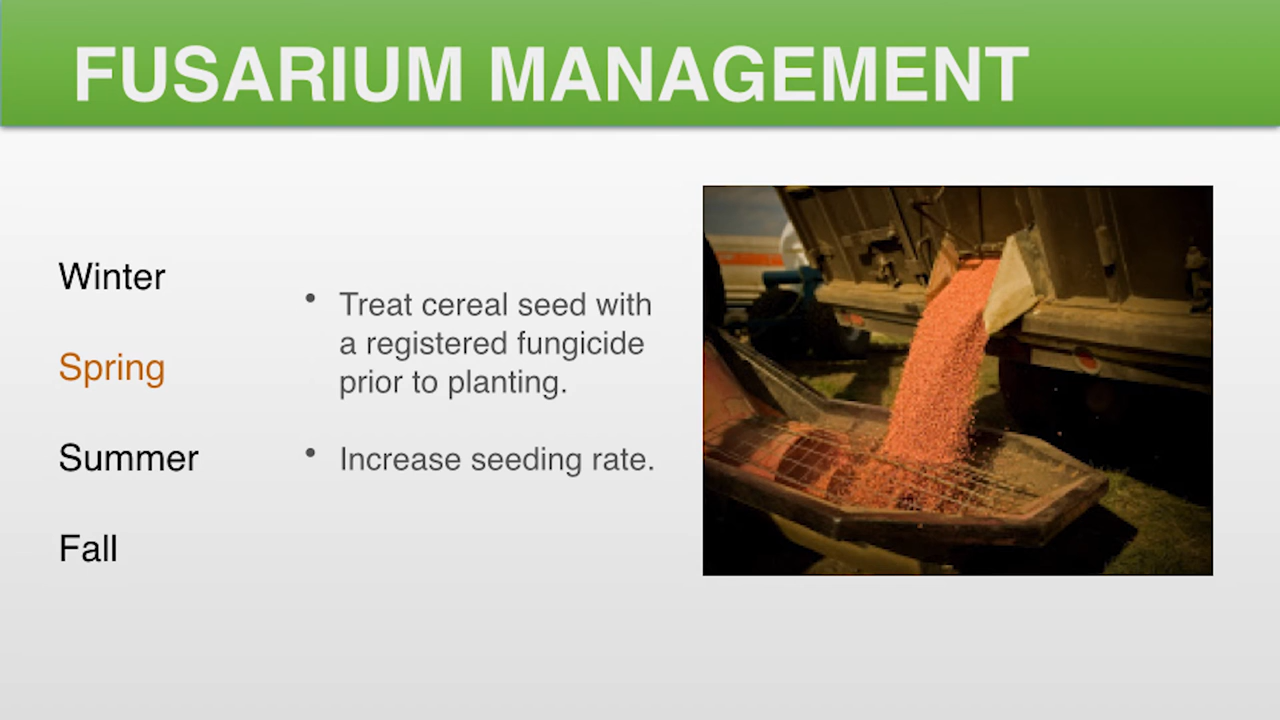 FUSARIUM MANAGEMENT
Winter
Spring
Summer
Fall
• Treat cereal seed with
a registered fungicide
prior to planting.
• Increase seeding rate.